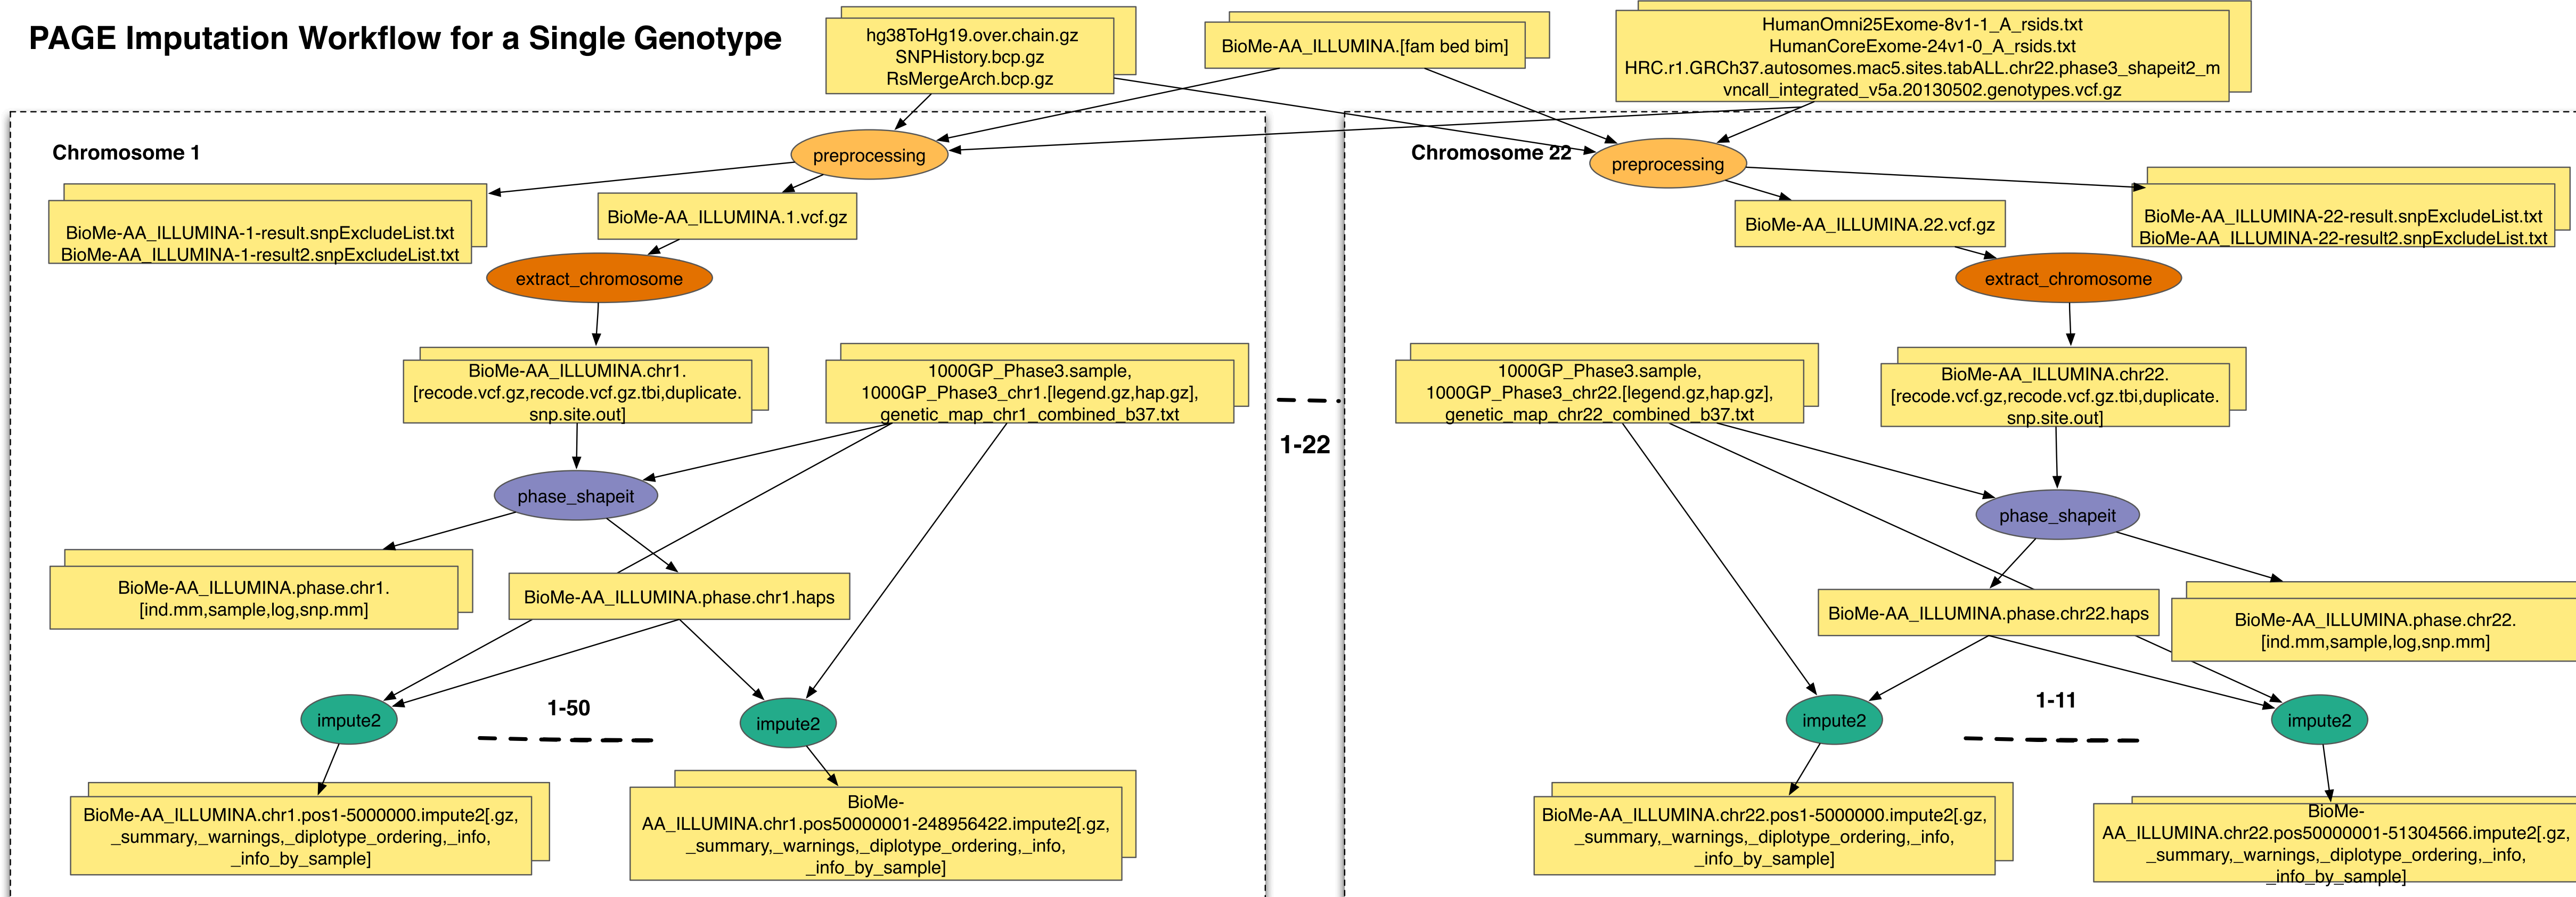 PAGE Imputation Workflow for a Single Genotype
hg38ToHg19.over.chain.gz
SNPHistory.bcp.gz
RsMergeArch.bcp.gz
BioMe-AA_ILLUMINA.[fam bed bim]
HumanOmni25Exome-8v1-1_A_rsids.txt
HumanCoreExome-24v1-0_A_rsids.txt
HRC.r1.GRCh37.autosomes.mac5.sites.tabALL.chr22.phase3_shapeit2_m
vncall_integrated_v5a.20130502.genotypes.vcf.gz
Chromosome 1
preprocessing
BioMe-AA_ILLUMINA-1-result.snpExcludeList.txt
BioMe-AA_ILLUMINA-1-result2.snpExcludeList.txt
BioMe-AA_ILLUMINA.1.vcf.gz
extract_chromosome
BioMe-AA_ILLUMINA.chr1.
[recode.vcf.gz,recode.vcf.gz.tbi,duplicate.
snp.site.out]
1000GP_Phase3.sample,
1000GP_Phase3_chr1.[legend.gz,hap.gz],
genetic_map_chr1_combined_b37.txt
phase_shapeit
BioMe-AA_ILLUMINA.phase.chr1.
[ind.mm,sample,log,snp.mm]
BioMe-AA_ILLUMINA.phase.chr1.haps
impute2
1-50
impute2
BioMe-AA_ILLUMINA.chr1.pos1-5000000.impute2[.gz,
_summary,_warnings,_diplotype_ordering,_info,
_info_by_sample]
BioMe-
AA_ILLUMINA.chr1.pos50000001-248956422.impute2[.gz,
_summary,_warnings,_diplotype_ordering,_info,
_info_by_sample]
1-22
Chromosome 22
preprocessing
BioMe-AA_ILLUMINA.22.vcf.gz
BioMe-AA_ILLUMINA-22-result.snpExcludeList.txt
BioMe-AA_ILLUMINA-22-result2.snpExcludeList.txt
extract_chromosome
1000GP_Phase3.sample,
1000GP_Phase3_chr22.[legend.gz,hap.gz],
genetic_map_chr22_combined_b37.txt
BioMe-AA_ILLUMINA.chr22.
[recode.vcf.gz,recode.vcf.gz.tbi,duplicate.
snp.site.out]
phase_shapeit
BioMe-AA_ILLUMINA.phase.chr22.haps
BioMe-AA_ILLUMINA.phase.chr22.
[ind.mm,sample,log,snp.mm]
impute2
1-11
impute2
BioMe-AA_ILLUMINA.chr22.pos1-5000000.impute2[.gz,
_summary,_warnings,_diplotype_ordering,_info,
_info_by_sample]
BioMe-
AA_ILLUMINA.chr22.pos50000001-51304566.impute2[.gz,
_summary,_warnings,_diplotype_ordering,_info,
_info_by_sample]